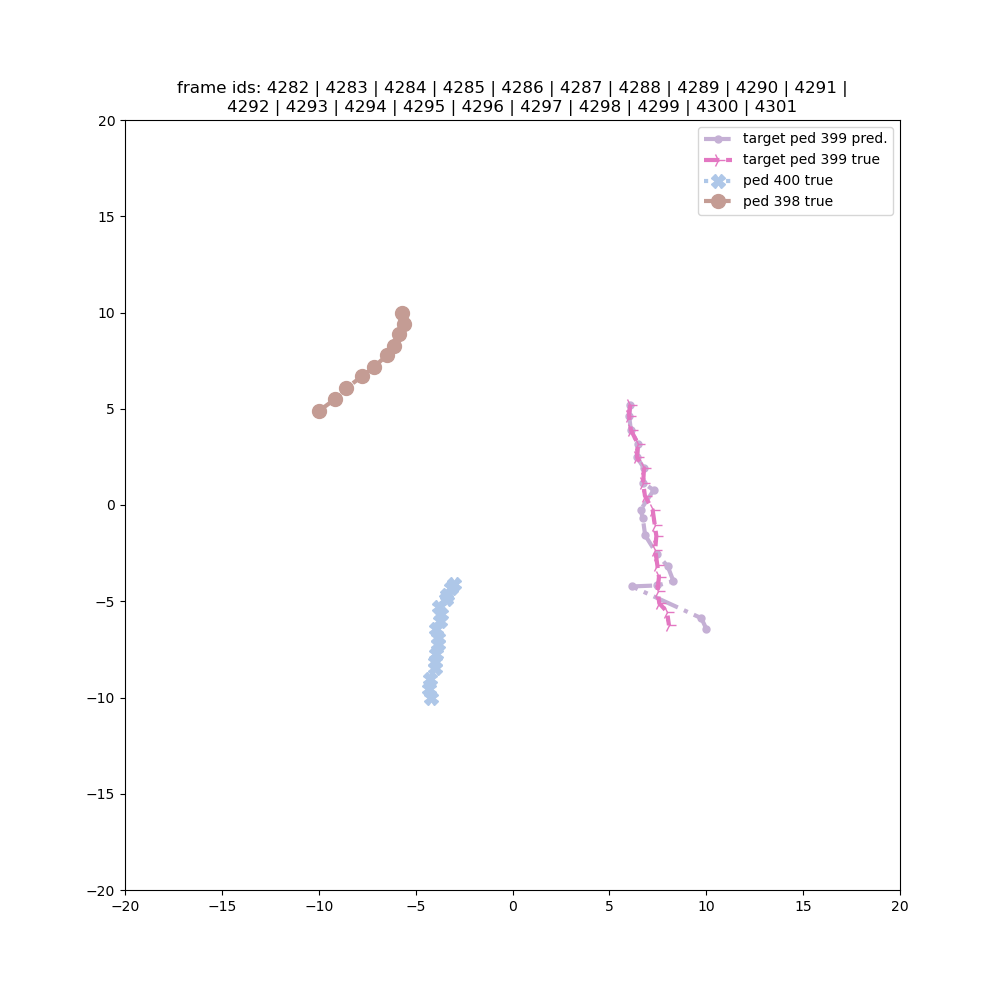 frame ids: 4282 | 4283 | 4284 | 4285 | 4286 | 4287 | 4288 | 4289 | 4290 | 4291 |
4292 | 4293 | 4294 | 4295 | 4296 | 4297 | 4298 | 4299 | 4300 | 4301
target ped 399 pred.
target ped 399 true
ped 400 true
ped 398 true
20
15
10
5
0
−5
−10
−15
−20
−20 −15 −10 −5 0 5 10 15 20